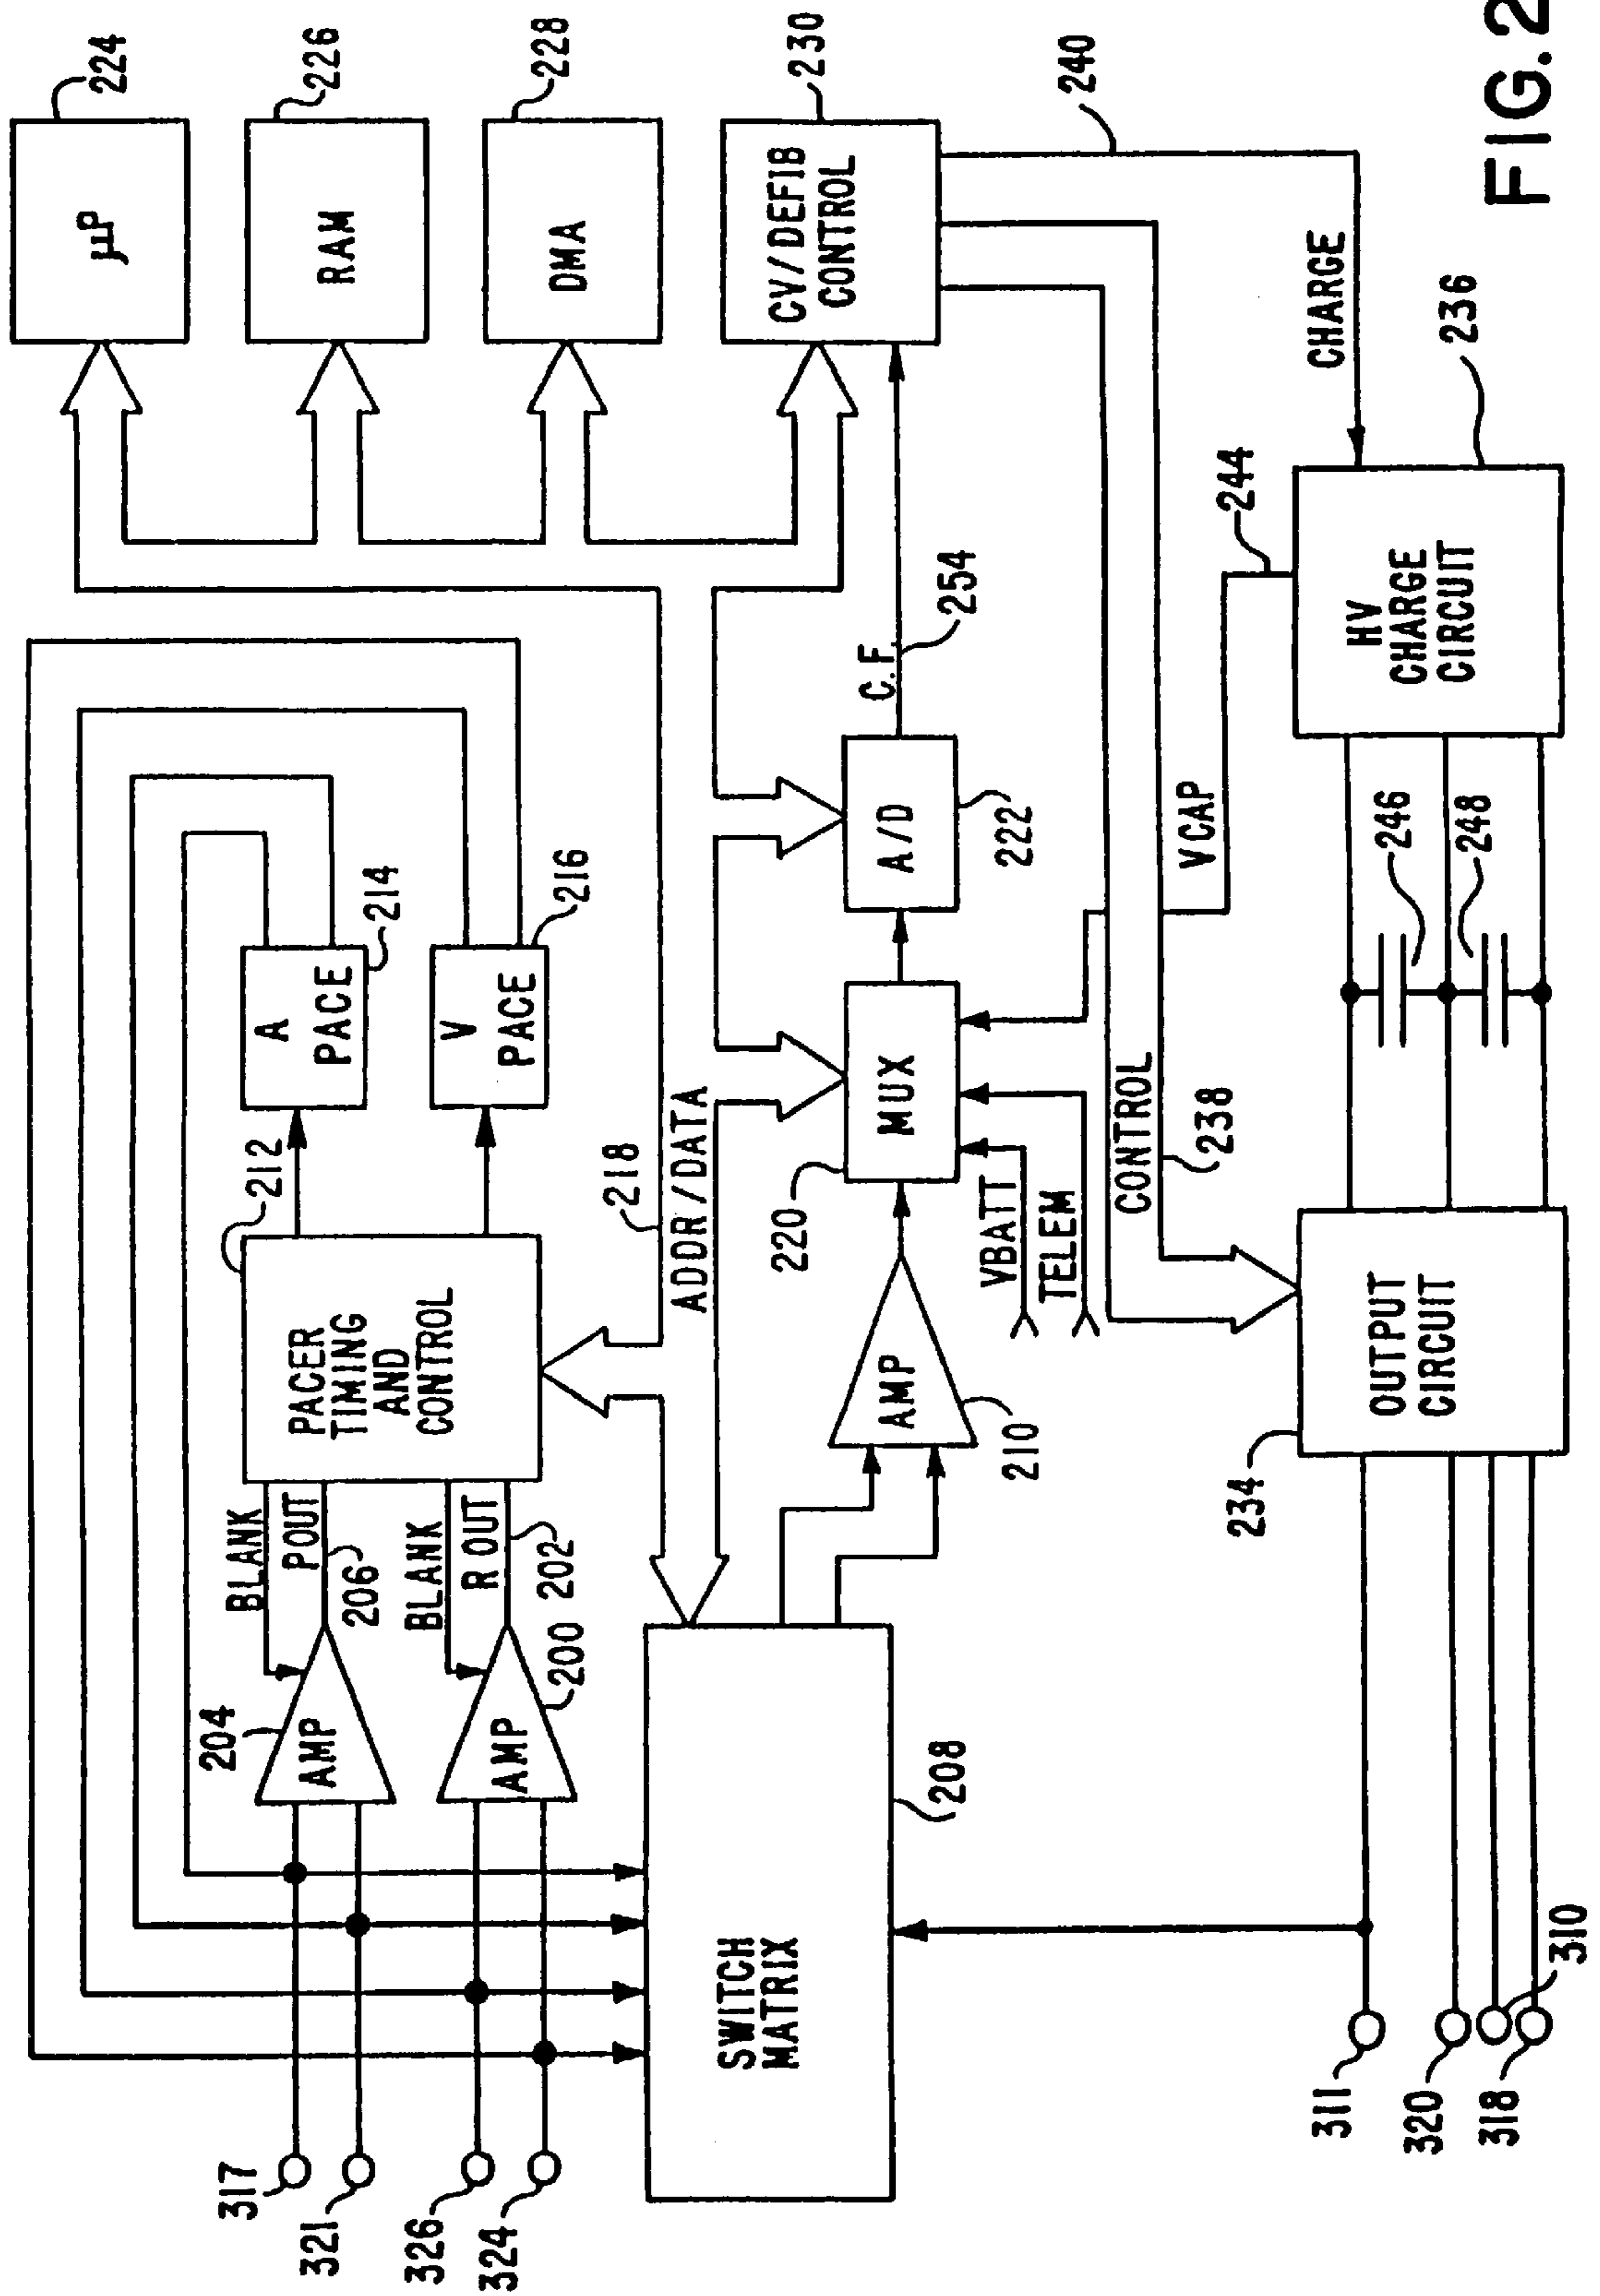 317
321
326
324
204
AMP
BLANK
POUT
206
AMP
200
BLANK
R OUT
202
PACER
TIMING
AND
CONTROL
212
A
PACE
214
V
PACE
216
218
ADDR/DATA
µP
224
RAM
226
DMA
228
CV/DEFIB
CONTROL
230
SWITCH
MATRIX
208
AMP
210
220
MUX
A/D
222
C.F.
254
VBATT
TELEM
CONTROL
238
VCAP
244
240
CHARGE
HV
CHARGE
CIRCUIT
236
246
248
OUTPUT
CIRCUIT
234
311
320
318
310
FIG.2